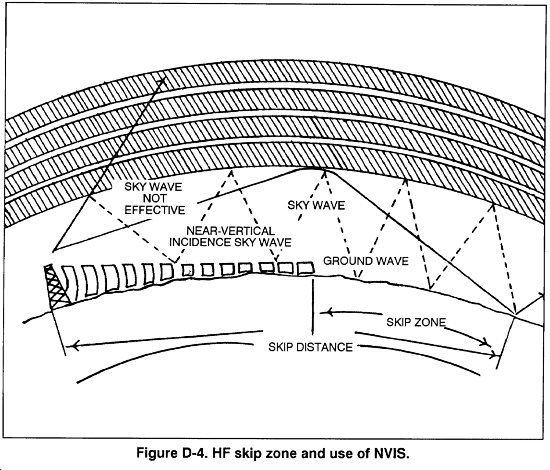 SKY WAVE
NOT
EFFECTIVE
SKY WAVE
NEAR-VERTICAL
INCIDENCE SKY WAVE
GROUND WAVE
SKIP ZONE
SKIP DISTANCE
Figure D-4. HF skip zone and use of NVIS.